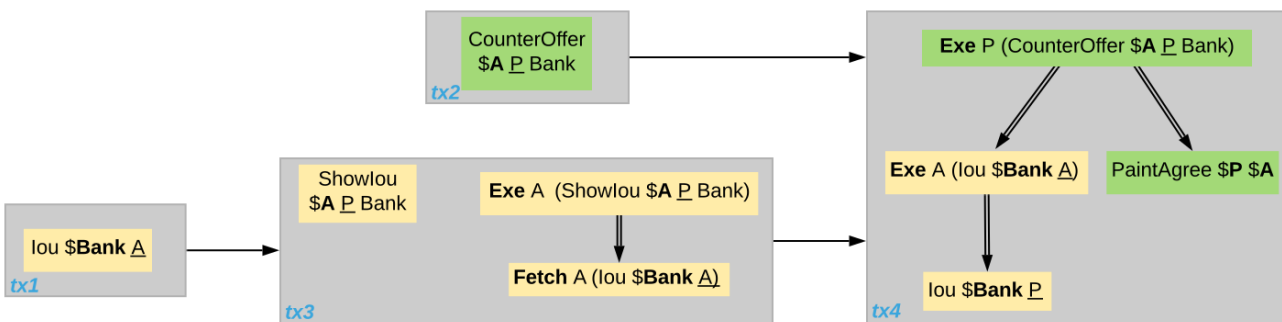 CounterOffer
$A P Bank
tx2
Exe P (CounterOffer $A P Bank)
Exe A (Iou $Bank A)
PaintAgree $P $A
Iou $Bank P
tx4
ShowIou
$A P Bank
Exe A (ShowIou $A P Bank)
Fetch A (Iou $Bank A)
tx3
Iou $Bank A
tx1